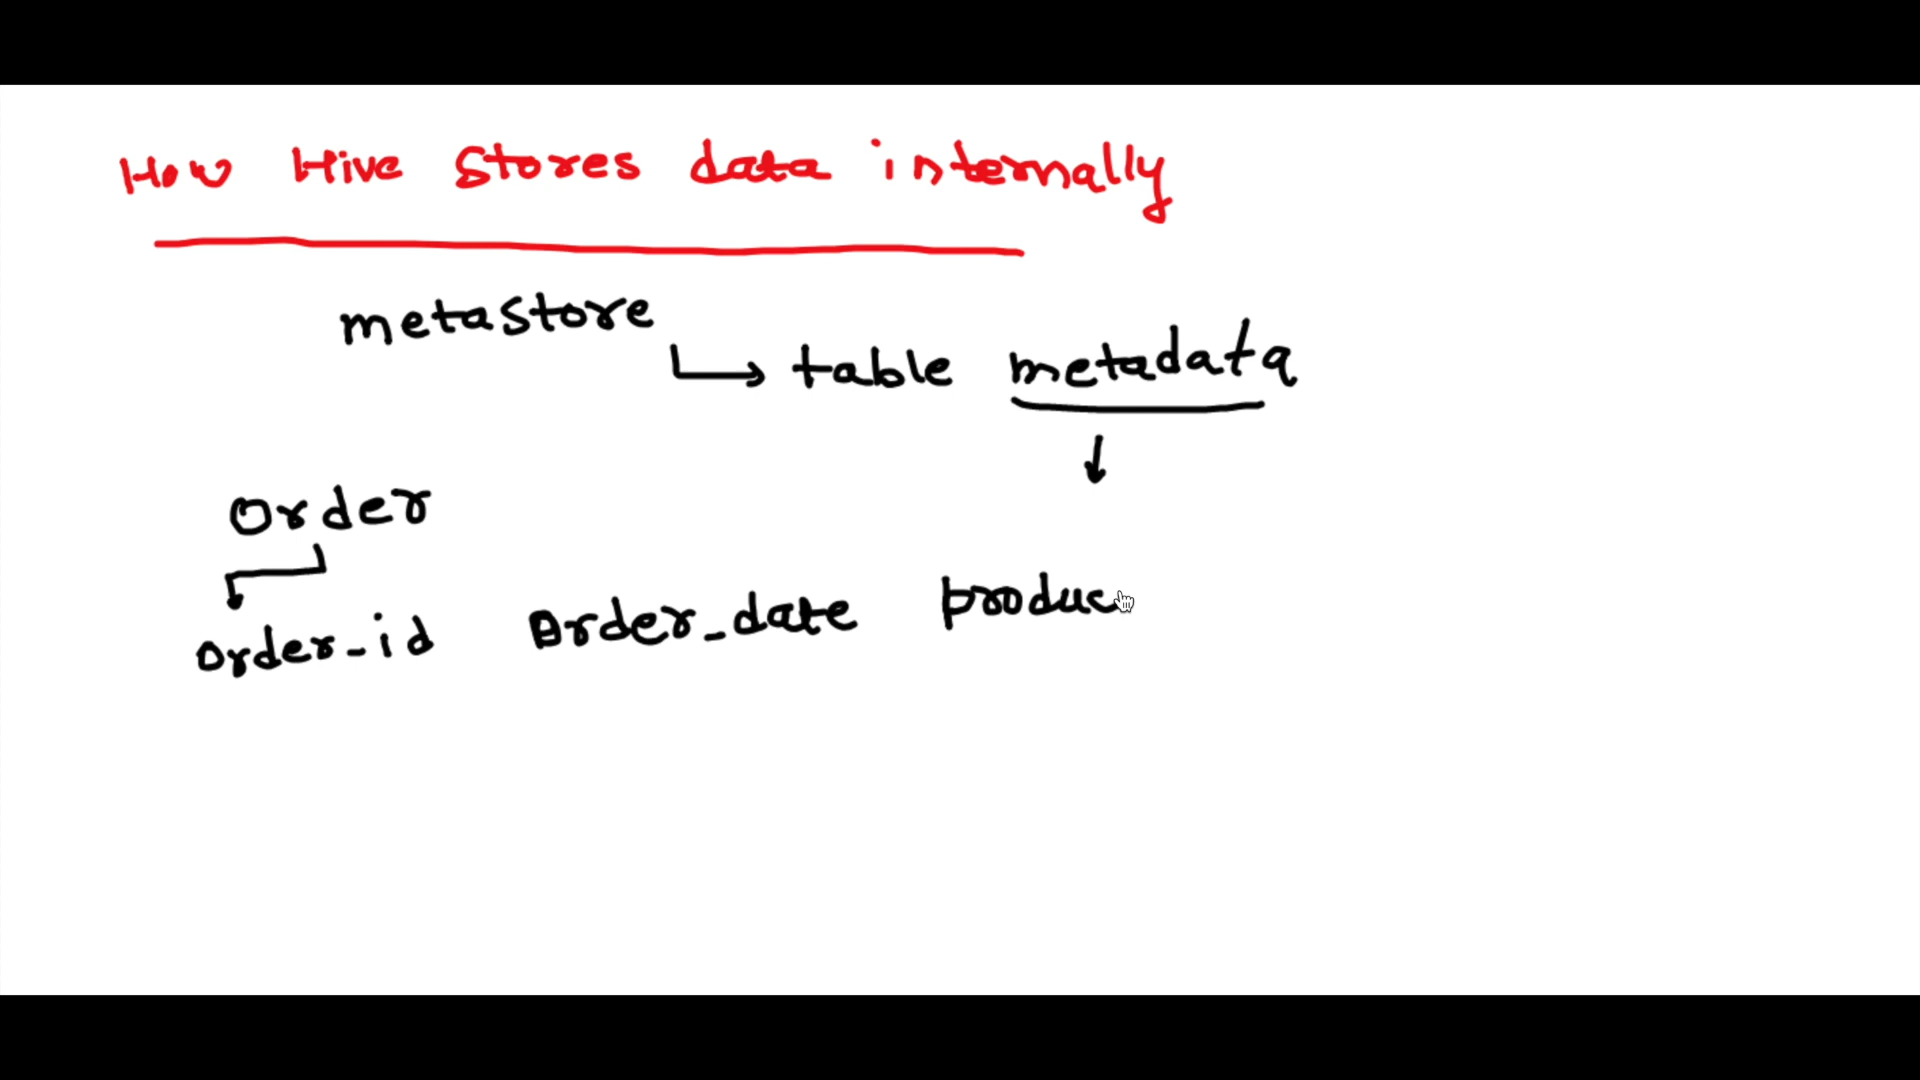 How Hive Stores data internally
metastore
table metadata
Order
order_id order_date produc